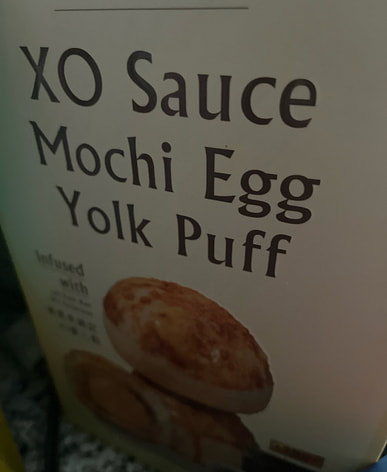 XO Sauce
Mochi Egg
Yolk Puff
Infused
with